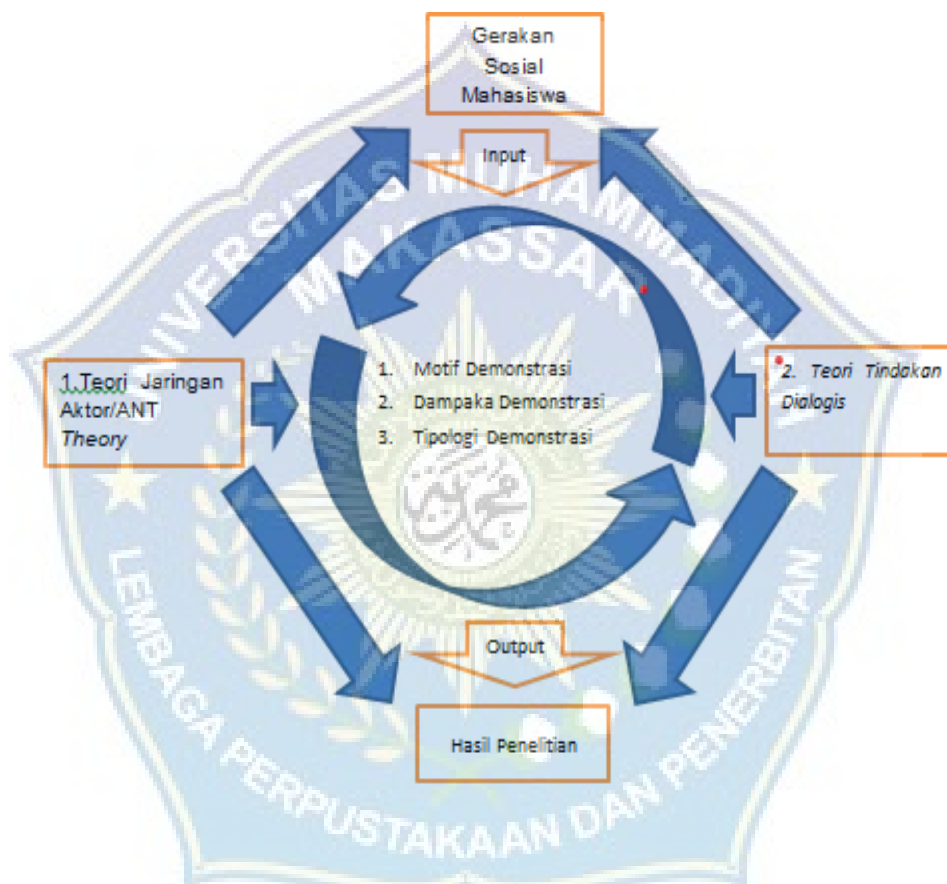 Gerakan
Sosial
Mahasiswa
Input
UNIVERSITAS MUHAMMADIYAH
MAKASSAR
1.Teori Jaringan
Aktor/ANT
Theory
1. Motif Demonstrasi
2. Dampaka Demonstrasi
3. Tipologi Demonstrasi
2. Teori Tindakan
Dialogis
محمد
Output
Hasil Penelitian
LEMBAGA PERPUSTAKAAN DAN PENERBITAN